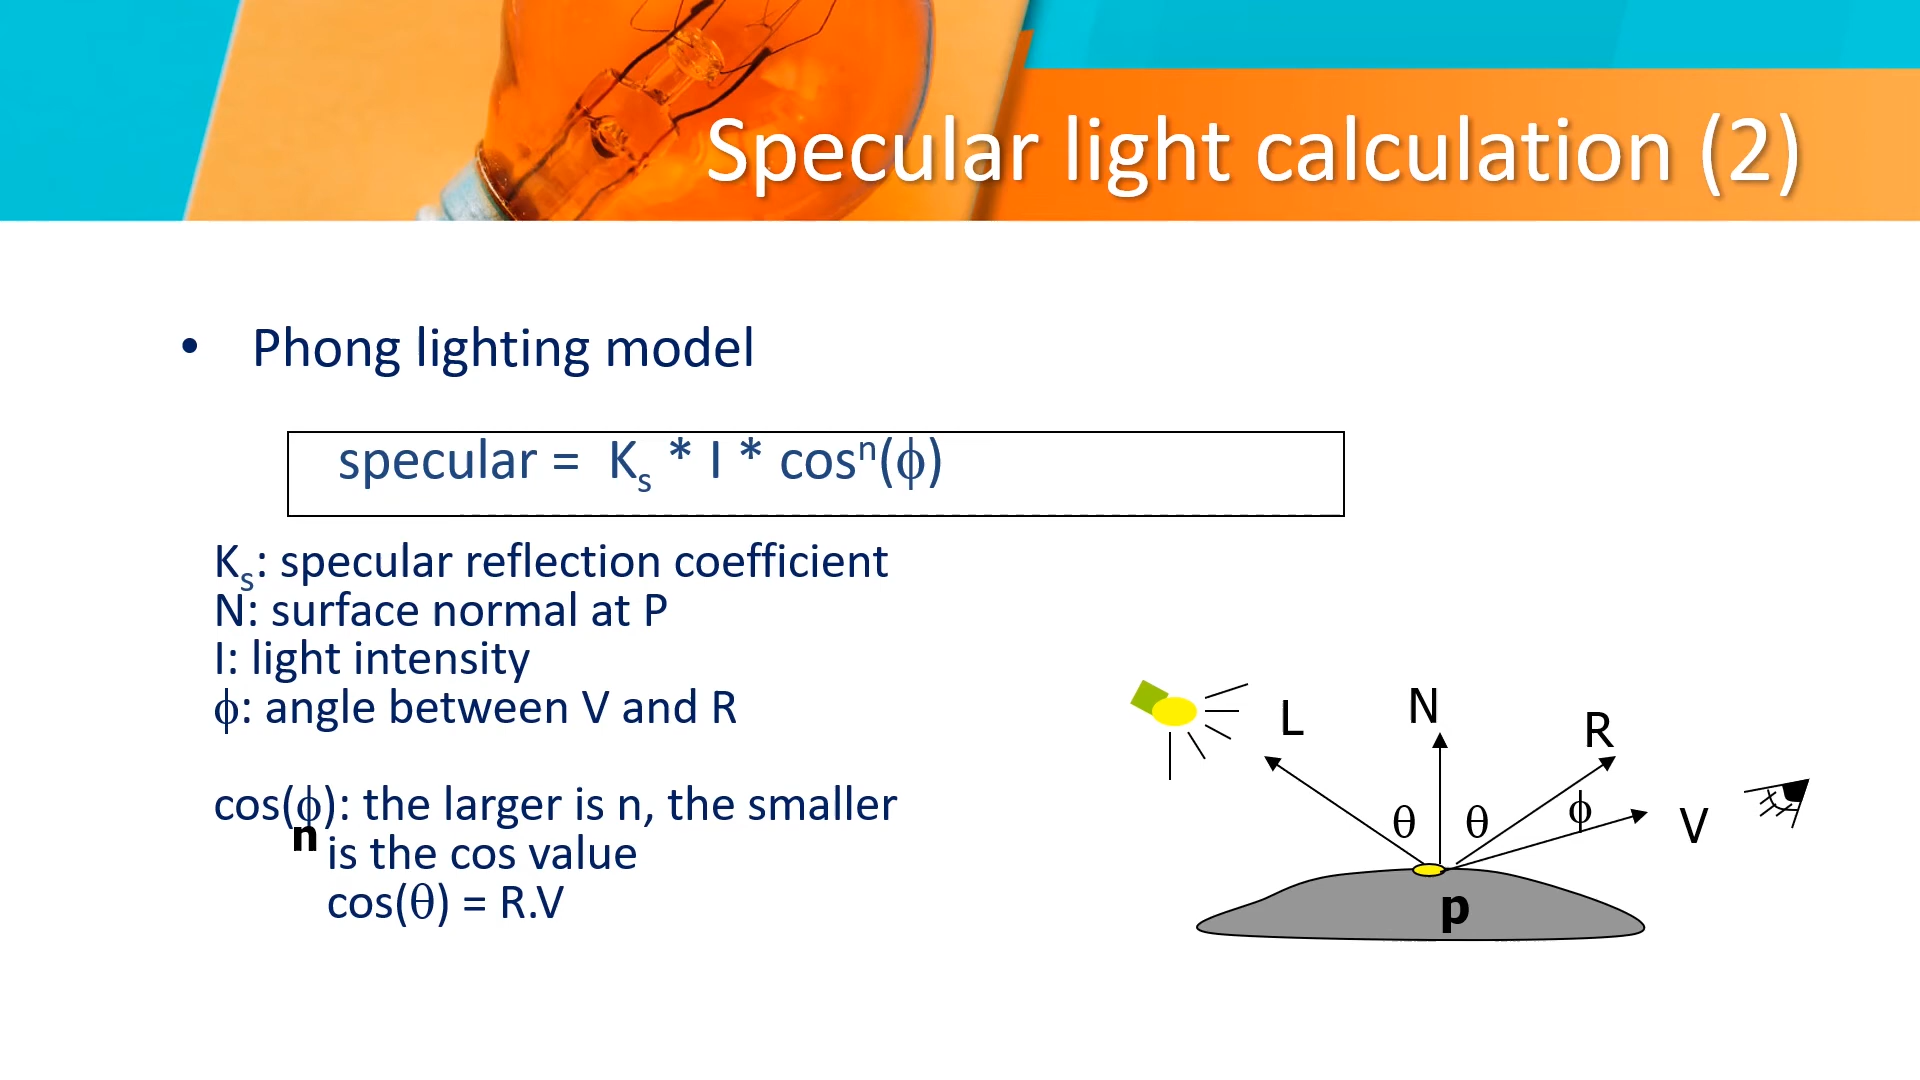 Specular light calculation (2)
• Phong lighting model
specular = Kₛ * I * cosⁿ(ϕ)
Kₛ: specular reflection coefficient
N: surface normal at P
I: light intensity
ϕ: angle between V and R
cos(ϕ): the larger is n, the smaller
n
is the cos value
cos(θ) = R.V
L
N
R
θ
θ
ϕ
V
p